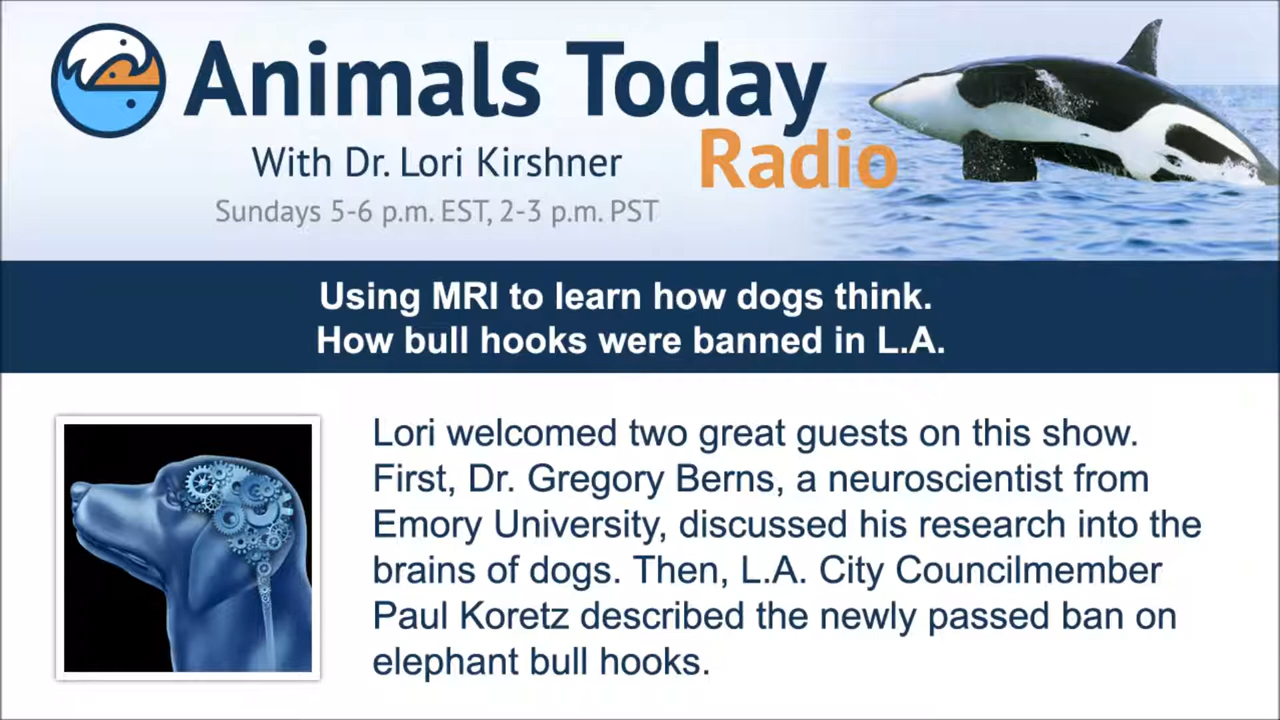 Animals Today
Radio
With Dr. Lori Kirshner
Sundays 5-6 p.m. EST, 2-3 p.m. PST
Using MRI to learn how dogs think.
How bull hooks were banned in L.A.
Lori welcomed two great guests on this show.
First, Dr. Gregory Berns, a neuroscientist from
Emory University, discussed his research into the
brains of dogs. Then, L.A. City Councilmember
Paul Koretz described the newly passed ban on
elephant bull hooks.